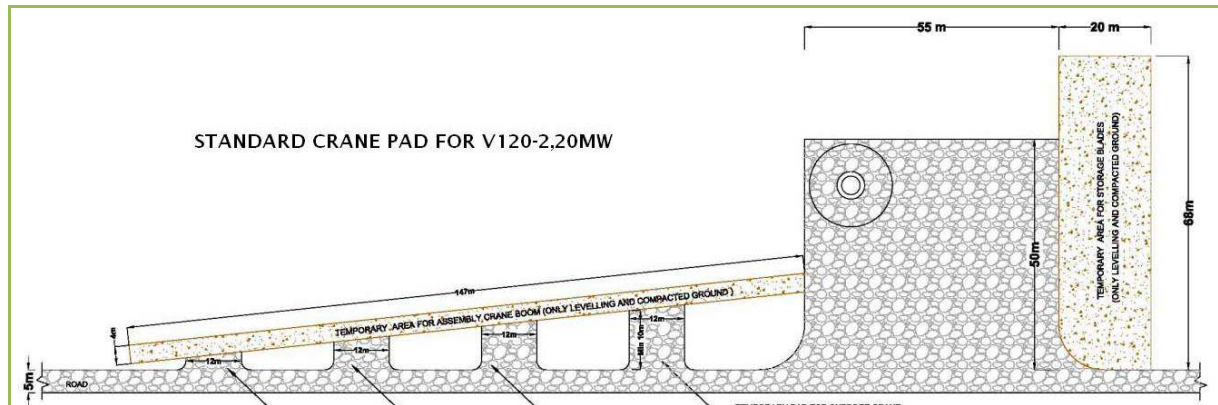 55 m
20 m
STANDARD CRANE PAD FOR V120-2,20MW
TEMPORARY AREA FOR STORAGE BLADES
(ONLY LEVELLING AND COMPACTED GROUND)
68m
50m
147m
TEMPORARY AREA FOR ASSEMBLY CRANE BOOM (ONLY LEVELLING AND COMPACTED GROUND )
12m
12m
12m
12m
Min 10m
5m
ROAD